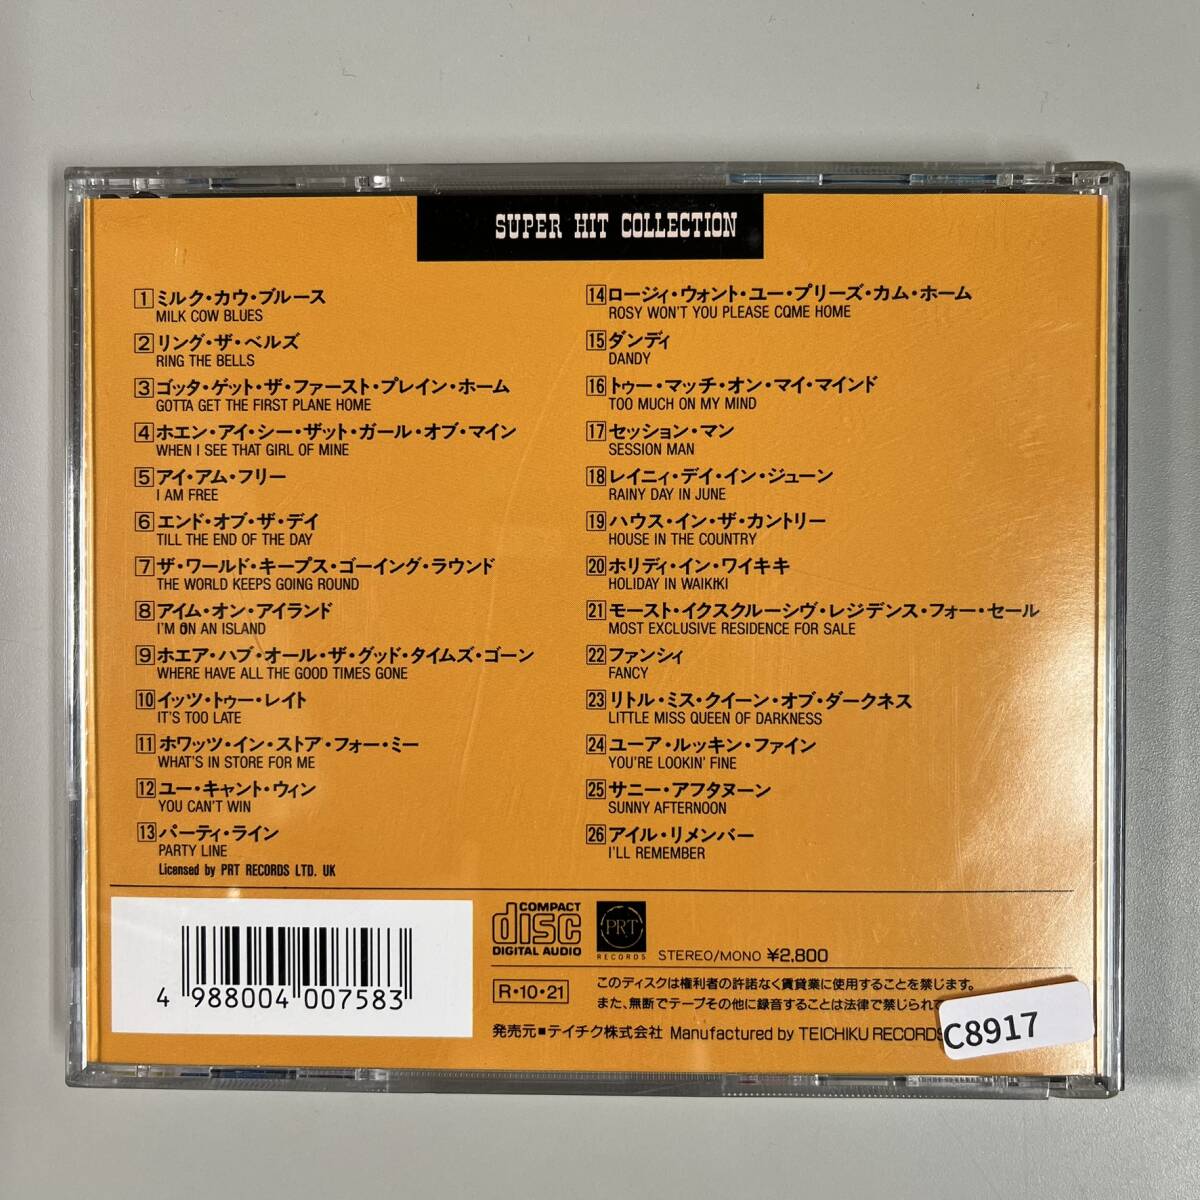 SUPER HIT COLLECTION
1 ミルク・カウ・ブルース
MILK COW BLUES
2 リング・ザ・ベルズ
RING THE BELLS
3 ゴッタ・ゲット・ザ・ファースト・プレイン・ホーム
GOTTA GET THE FIRST PLANE HOME
4 ホエン・アイ・シー・ザット・ガール・オブ・マイン
WHEN I SEE THAT GIRL OF MINE
5 アイ・アム・フリー
I AM FREE
6 エンド・オブ・ザ・デイ
TILL THE END OF THE DAY
7 ザ・ワールド・キープス・ゴーイング・ラウンド
THE WORLD KEEPS GOING ROUND
8 アイム・オン・アイランド
I'M ON AN ISLAND
9 ホエア・ハブ・オール・ザ・グッド・タイムズ・ゴーン
WHERE HAVE ALL THE GOOD TIMES GONE
10 イッツ・トゥー・レイト
IT'S TOO LATE
11 ホワッツ・イン・ストア・フォー・ミー
WHAT'S IN STORE FOR ME
12 ユー・キャント・ウィン
YOU CAN'T WIN
13 パーティ・ライン
PARTY LINE
Licensed by PRT RECORDS LTD. UK
14 ロージィ・ウォント・ユー・プリーズ・カム・ホーム
ROSY WON'T YOU PLEASE COME HOME
15 ダンディ
DANDY
16 トゥー・マッチ・オン・マイ・マインド
TOO MUCH ON MY MIND
17 セッション・マン
SESSION MAN
18 レイニィ・デイ・イン・ジューン
RAINY DAY IN JUNE
19 ハウス・イン・ザ・カントリー
HOUSE IN THE COUNTRY
20 ホリディ・イン・ワイキキ
HOLIDAY IN WAIKIKI
21 モースト・イクスクルーシヴ・レジデンス・フォー・セール
MOST EXCLUSIVE RESIDENCE FOR SALE
22 ファンシィ
FANCY
23 リトル・ミス・クイーン・オブ・ダークネス
LITTLE MISS QUEEN OF DARKNESS
24 ユーア・ルッキン・ファイン
YOU'RE LOOKIN' FINE
25 サニー・アフタヌーン
SUNNY AFTERNOON
26 アイル・リメンバー
I'LL REMEMBER
4 988004 007583
COMPACT
disc
DIGITAL AUDIO
PRT
RECORDS
STEREO/MONO ¥2,800
R・10・21
このディスクは権利者の許諾なく賃貸業に使用することを禁じます。
また、無断でテープその他に録音することは法律で禁じられて
発売元■テイチク株式会社 Manufactured by TEICHIKU RECORDS
C8917